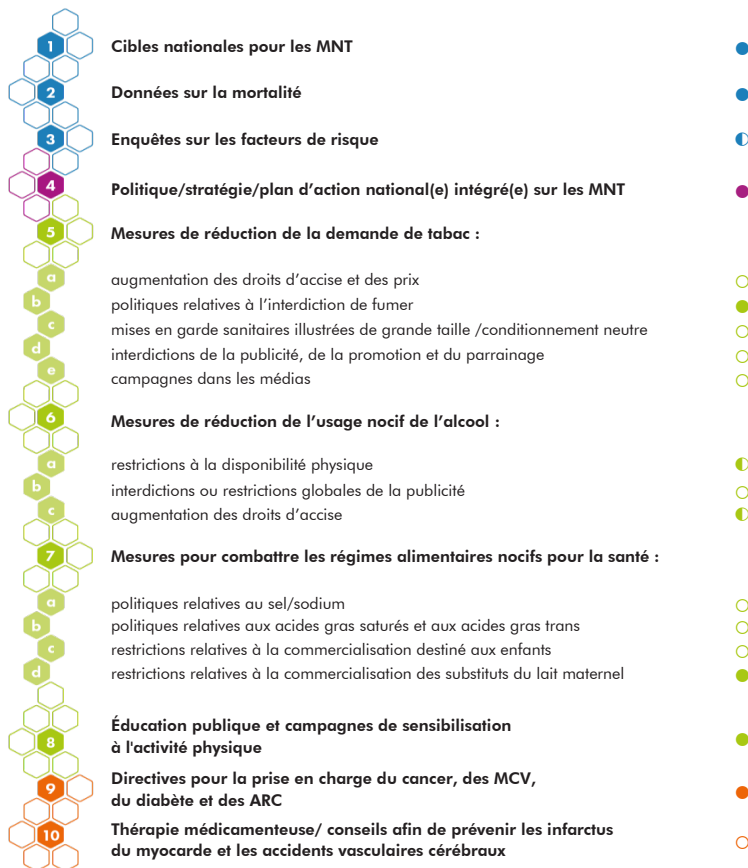 1 Cibles nationales pour les MNT
2 Données sur la mortalité
3 Enquêtes sur les facteurs de risque
4 Politique/stratégie/plan d’action national(e) intégré(e) sur les MNT
5 Mesures de réduction de la demande de tabac :
a augmentation des droits d’accise et des prix
b politiques relatives à l’interdiction de fumer
c mises en garde sanitaires illustrées de grande taille /conditionnement neutre
d interdictions de la publicité, de la promotion et du parrainage
e campagnes dans les médias
6 Mesures de réduction de l’usage nocif de l’alcool :
a restrictions à la disponibilité physique
b interdictions ou restrictions globales de la publicité
c augmentation des droits d’accise
7 Mesures pour combattre les régimes alimentaires nocifs pour la santé :
a politiques relatives au sel/sodium
b politiques relatives aux acides gras saturés et aux acides gras trans
c restrictions relatives à la commercialisation destiné aux enfants
d restrictions relatives à la commercialisation des substituts du lait maternel
8 Éducation publique et campagnes de sensibilisation
à l'activité physique
9 Directives pour la prise en charge du cancer, des MCV,
du diabète et des ARC
10 Thérapie médicamenteuse/ conseils afin de prévenir les infarctus
du myocarde et les accidents vasculaires cérébraux